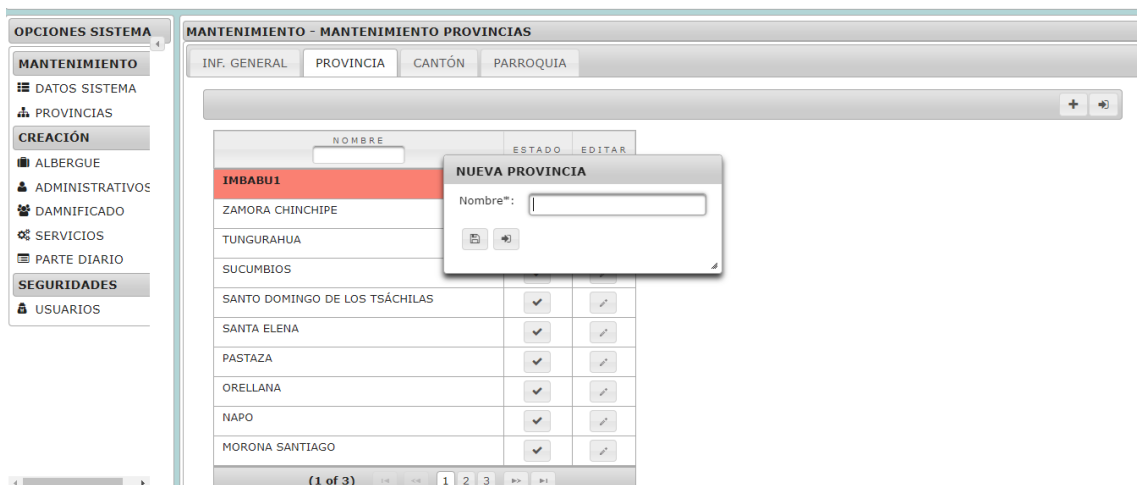 OPCIONES SISTEMA
MANTENIMIENTO
DATOS SISTEMA
PROVINCIAS
CREACIÓN
ALBERGUE
ADMINISTRATIVOS
DAMNIFICADO
SERVICIOS
PARTE DIARIO
SEGURIDADES
USUARIOS
MANTENIMIENTO - MANTENIMIENTO PROVINCIAS
INF. GENERAL PROVINCIA CANTÓN PARROQUIA
NOMBRE ESTADO EDITAR
IMBABU1
ZAMORA CHINCHIPE
TUNGURAHUA
SUCUMBIOS
SANTO DOMINGO DE LOS TSÁCHILAS
SANTA ELENA
PASTAZA
ORELLANA
NAPO
MORONA SANTIAGO
(1 of 3) 1 2 3
NUEVA PROVINCIA
Nombre*: